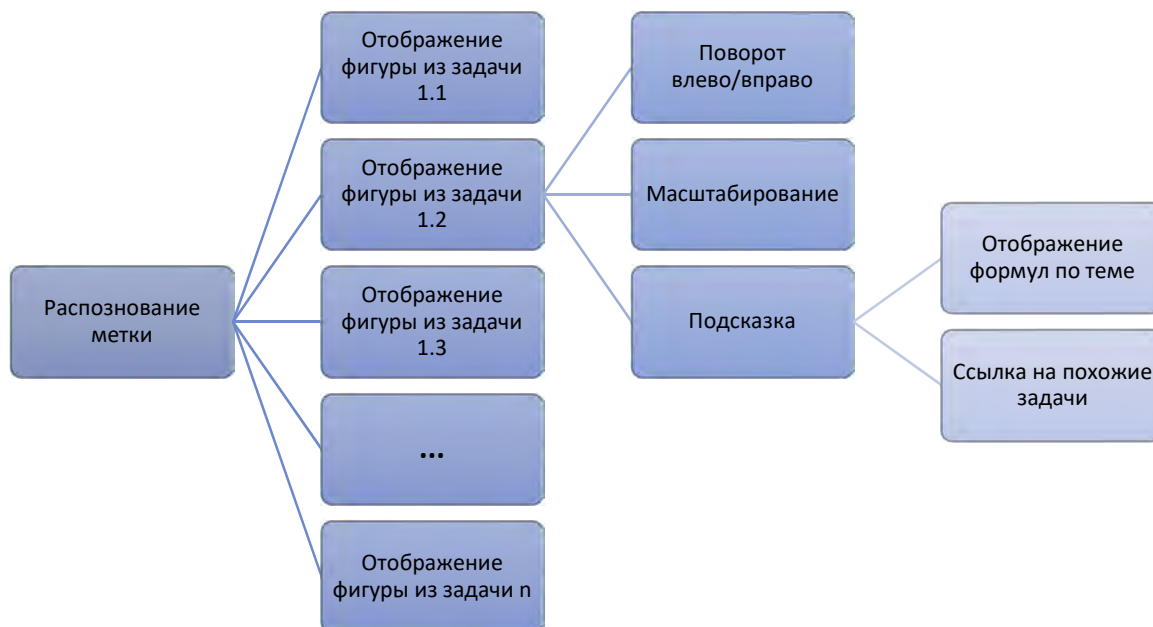 Распознование
метки
Отображение
фигуры из задачи
1.1
Отображение
фигуры из задачи
1.2
Отображение
фигуры из задачи
1.3
...
Отображение
фигуры из задачи n
Поворот
влево/вправо
Масштабирование
Подсказка
Отображение
формул по теме
Ссылка на похожие
задачи